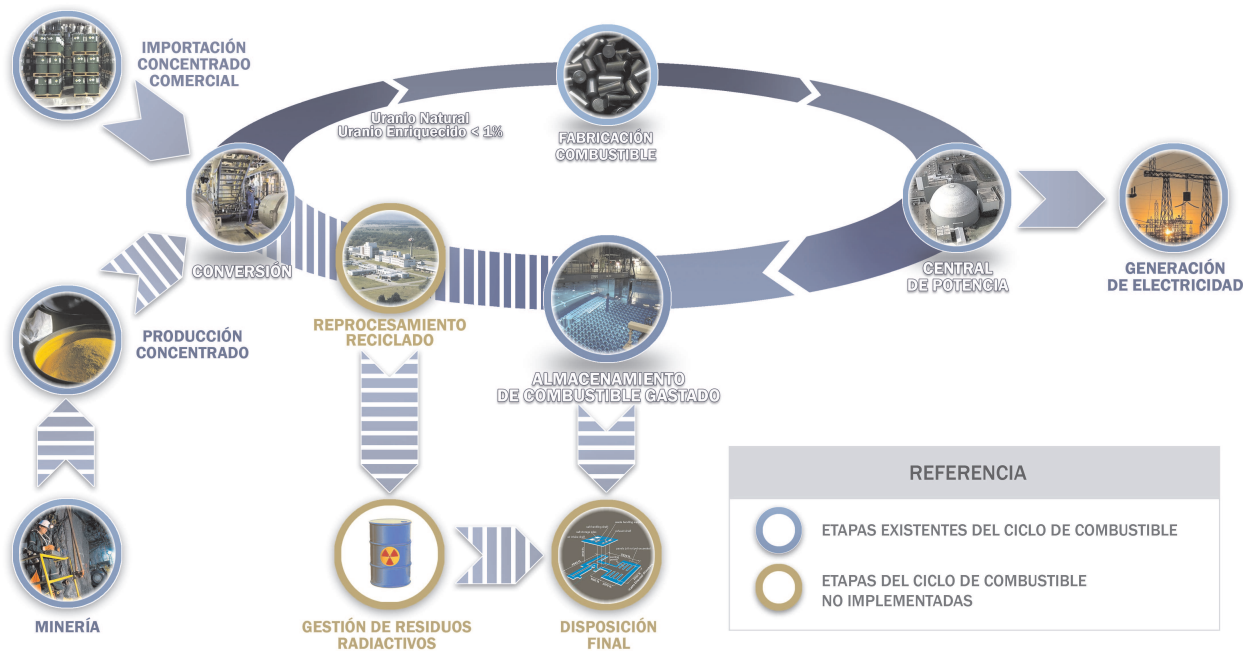 IMPORTACIÓN
CONCENTRADO
COMERCIAL
Uranio Natural
Uranio Enriquecido < 1%
FABRICACIÓN
COMBUSTIBLE
CONVERSIÓN
CENTRAL
DE POTENCIA
GENERACIÓN
DE ELECTRICIDAD
PRODUCCIÓN
CONCENTRADO
REPROCESAMIENTO
RECICLADO
ALMACENAMIENTO
DE COMBUSTIBLE GASTADO
MINERÍA
GESTIÓN DE RESIDUOS
RADIACTIVOS
DISPOSICIÓN
FINAL
REFERENCIA
ETAPAS EXISTENTES DEL CICLO DE COMBUSTIBLE
ETAPAS DEL CICLO DE COMBUSTIBLE
NO IMPLEMENTADAS